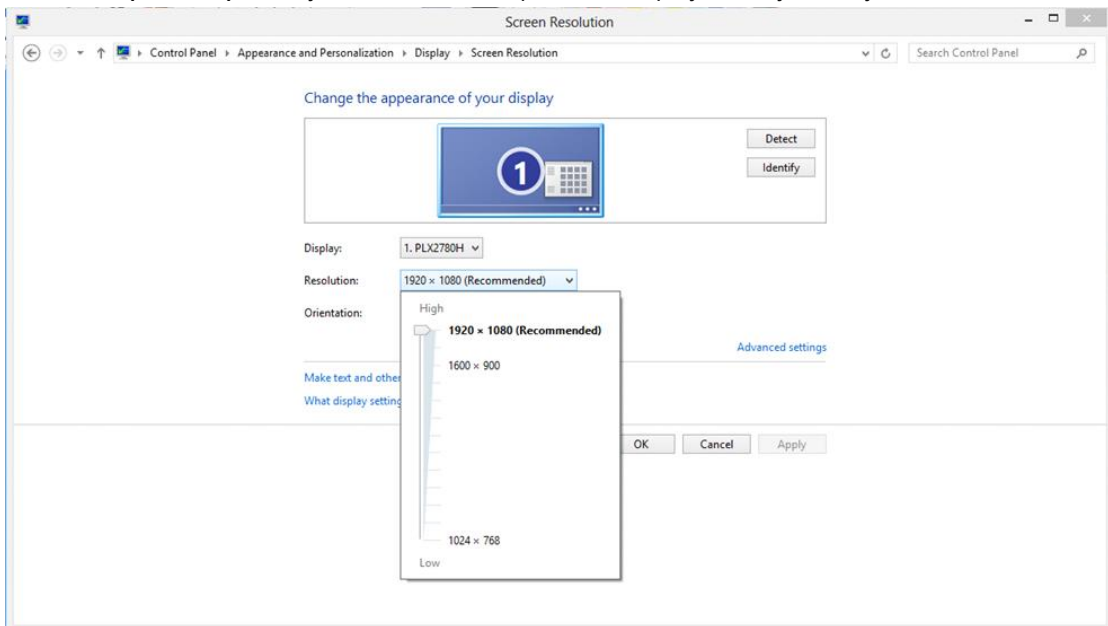 Screen Resolution
Control Panel Appearance and Personalization Display Screen Resolution
Search Control Panel
Change the appearance of your display
1
Detect
Identify
Display: 1. PLX2780H
Resolution: 1920 × 1080 (Recommended)
Orientation:
High
1920 × 1080 (Recommended)
1600 × 900
1024 × 768
Low
Advanced settings
Make text and other
What display setting
OK Cancel Apply